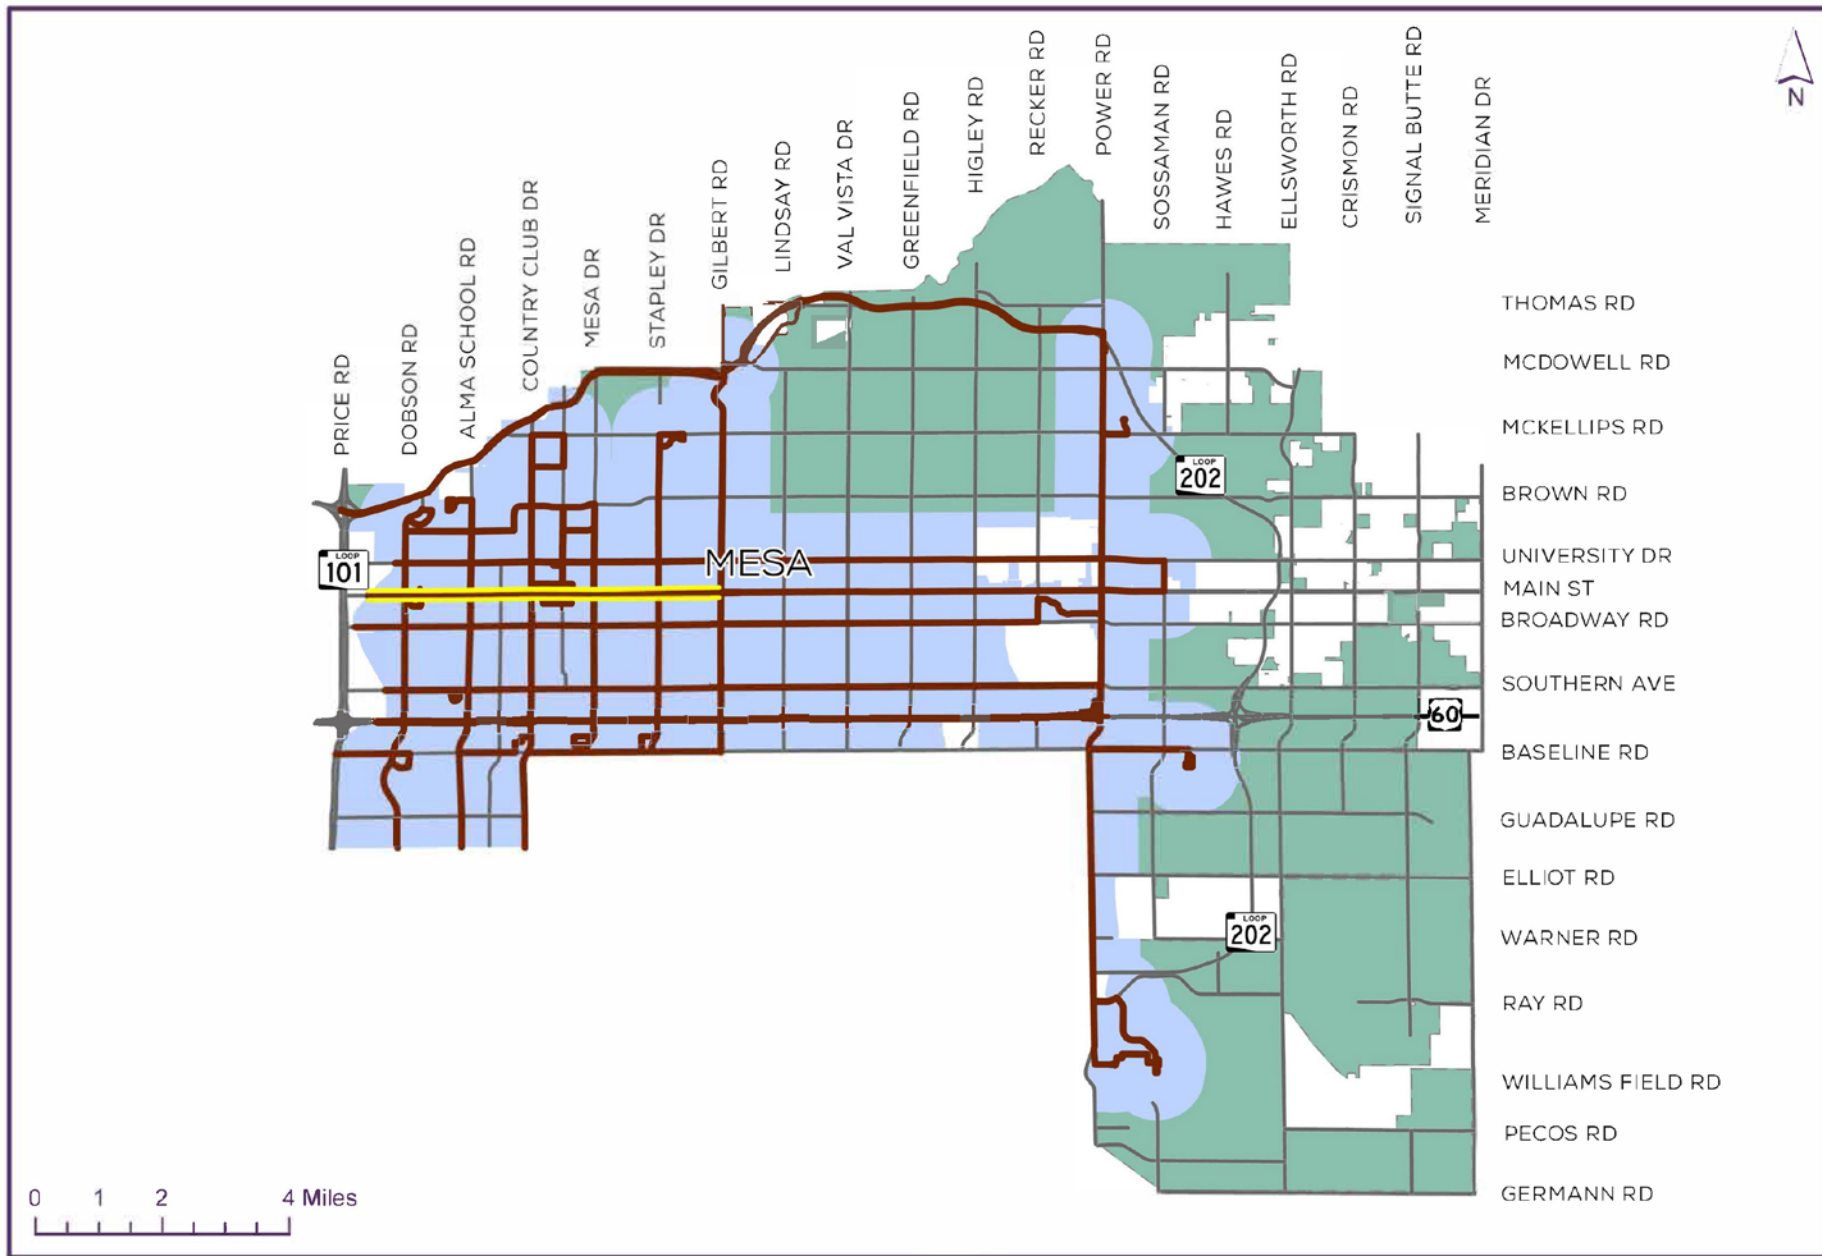 PRICE RD
DOBSON RD
ALMA SCHOOL RD
COUNTRY CLUB DR
MESA DR
STAPLEY DR
GILBERT RD
LINDSAY RD
VAL VISTA DR
GREENFIELD RD
HIGLEY RD
RECKER RD
POWER RD
SOSSAMAN RD
HAWES RD
ELLSWORTH RD
CRISMON RD
SIGNAL BUTTE RD
MERIDIAN DR
N
THOMAS RD
MCDOWELL RD
MCKELLIPS RD
LOOP
202
BROWN RD
UNIVERSITY DR
MESA
LOOP
101
MAIN ST
BROADWAY RD
SOUTHERN AVE
60
BASELINE RD
GUADALUPE RD
ELLIOT RD
LOOP
202
WARNER RD
RAY RD
WILLIAMS FIELD RD
PECOS RD
GERMANN RD
0 1 2 4 Miles